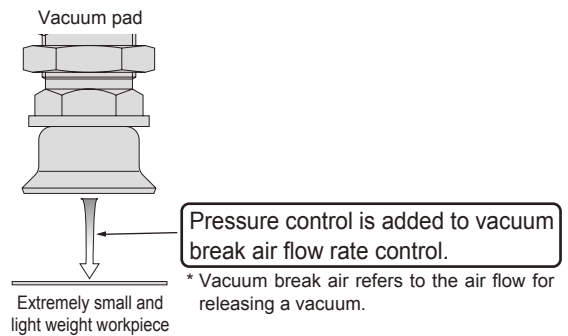 Vacuum pad
Pressure control is added to vacuum
break air flow rate control.
* Vacuum break air refers to the air flow for
releasing a vacuum.
Extremely small and
light weight workpiece